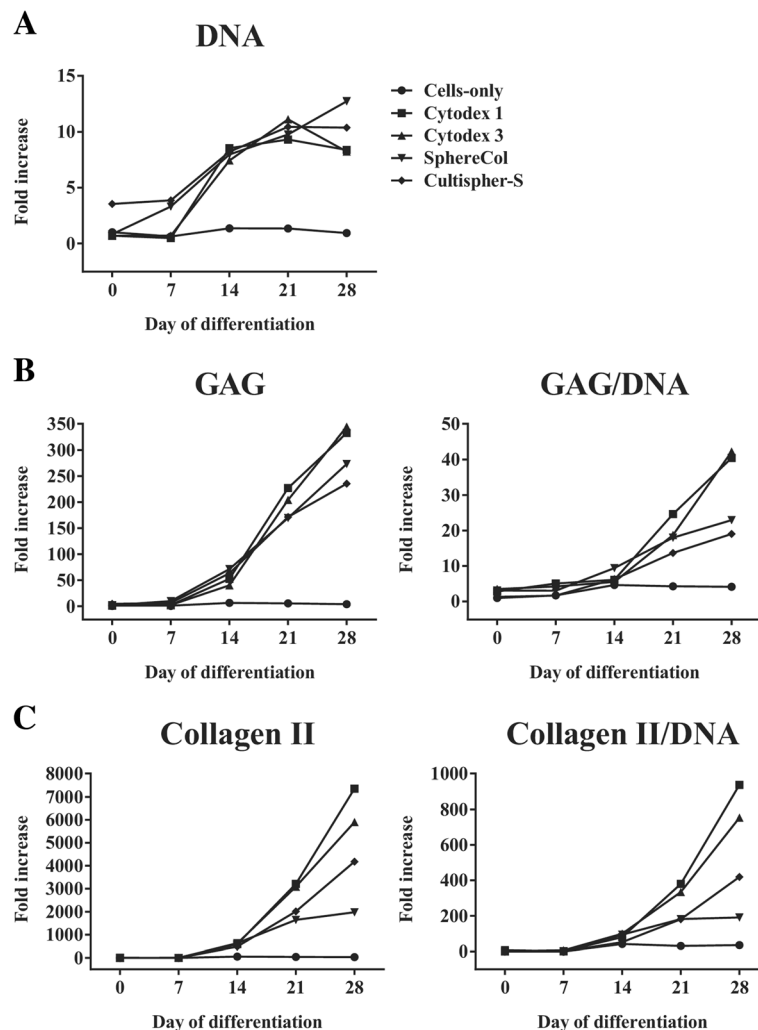 A
DNA
15
10
5
0
Fold increase
0 7 14 21 28
Day of differentiation
Cells-only
Cytodex 1
Cytodex 3
SphereCol
Cultispher-S
B
GAG
350
300
250
200
150
100
50
0
Fold increase
0 7 14 21 28
Day of differentiation
GAG/DNA
50
40
30
20
10
0
Fold increase
0 7 14 21 28
Day of differentiation
C
Collagen II
8000
7000
6000
5000
4000
3000
2000
1000
0
Fold increase
0 7 14 21 28
Day of differentiation
Collagen II/DNA
1000
800
600
400
200
0
Fold increase
0 7 14 21 28
Day of differentiation